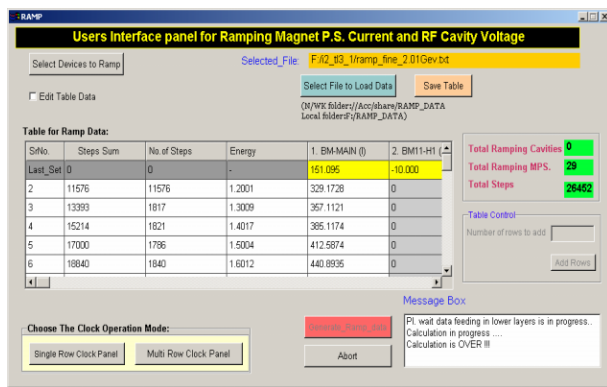 RAMP
Users Interface panel for Ramping Magnet P.S. Current and RF Cavity Voltage
Select Devices to Ramp
Selected_File: F:/i2_tl3_1/ramp_fine_2.01Gev.txt
Select File to Load Data
Save Table
Edit Table Data
(N/WK folder://Acc/share/RAMP_DATA
Local folder:F:/RAMP_DATA)
Table for Ramp Data:
SrNo. Steps Sum No.of Steps Energy 1. BM-MAIN (I) 2. BM11-H1 (
Last_Set 0 0 - 151.095 -10.000
2 11576 11576 1.2001 329.1728 0
3 13393 1817 1.3009 357.1121 0
4 15214 1821 1.4017 385.1174 0
5 17000 1786 1.5004 412.5874 0
6 18840 1840 1.6012 440.8935 0
Total Ramping Cavities 0
Total Ramping MPS. 29
Total Steps 26452
Table Control
Number of rows to add
Add Rows
Message Box
Choose The Clock Operation Mode:
Single Row Clock Panel
Multi Row Clock Panel
Generate_Ramp_data
Abort
Pl. wait data feeding in lower layers is in progress..
Calculation in progress ....
Calculation is OVER !!!